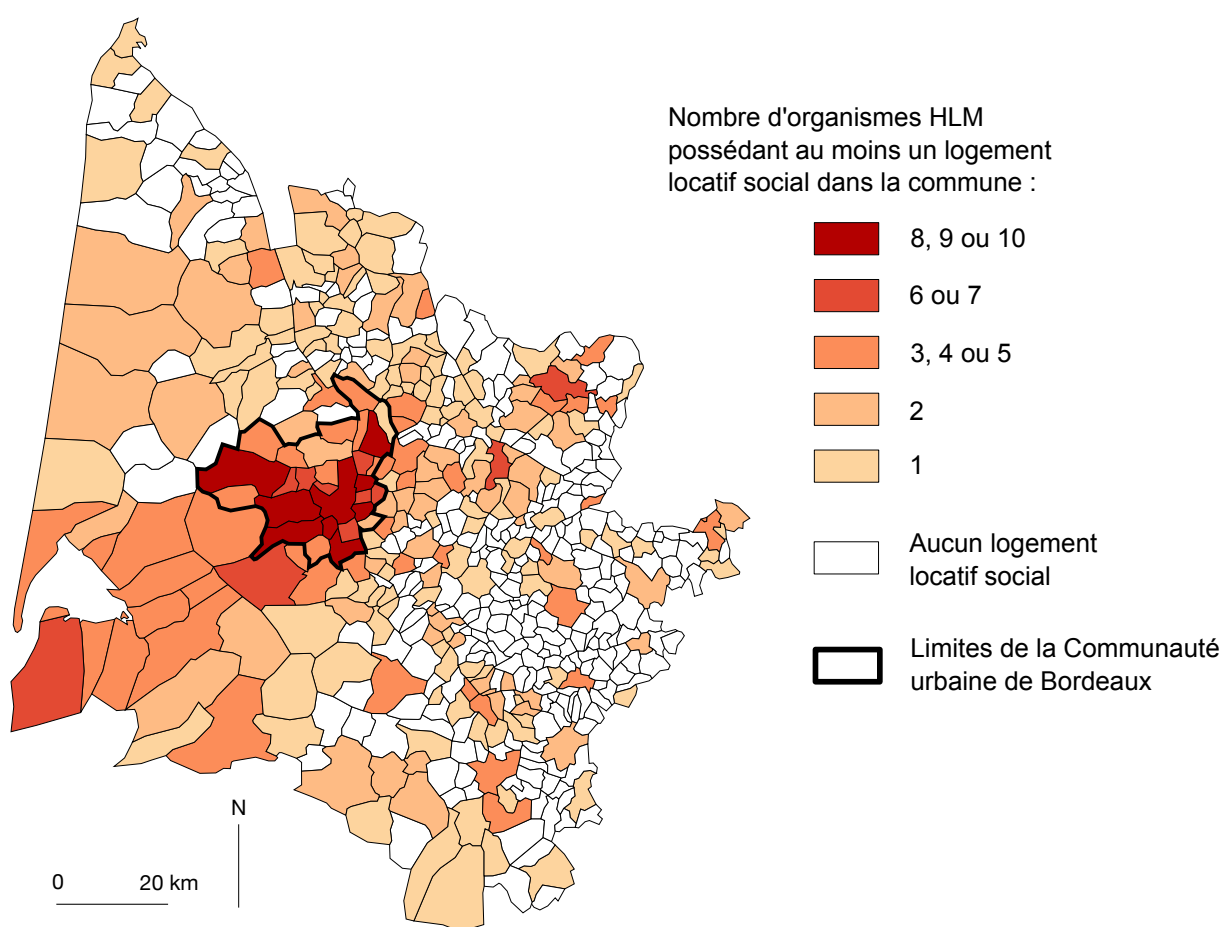 Nombre d'organismes HLM
possédant au moins un logement
locatif social dans la commune :
8, 9 ou 10
6 ou 7
3, 4 ou 5
2
1
Aucun logement
locatif social
Limites de la Communauté
urbaine de Bordeaux
N
0 20 km